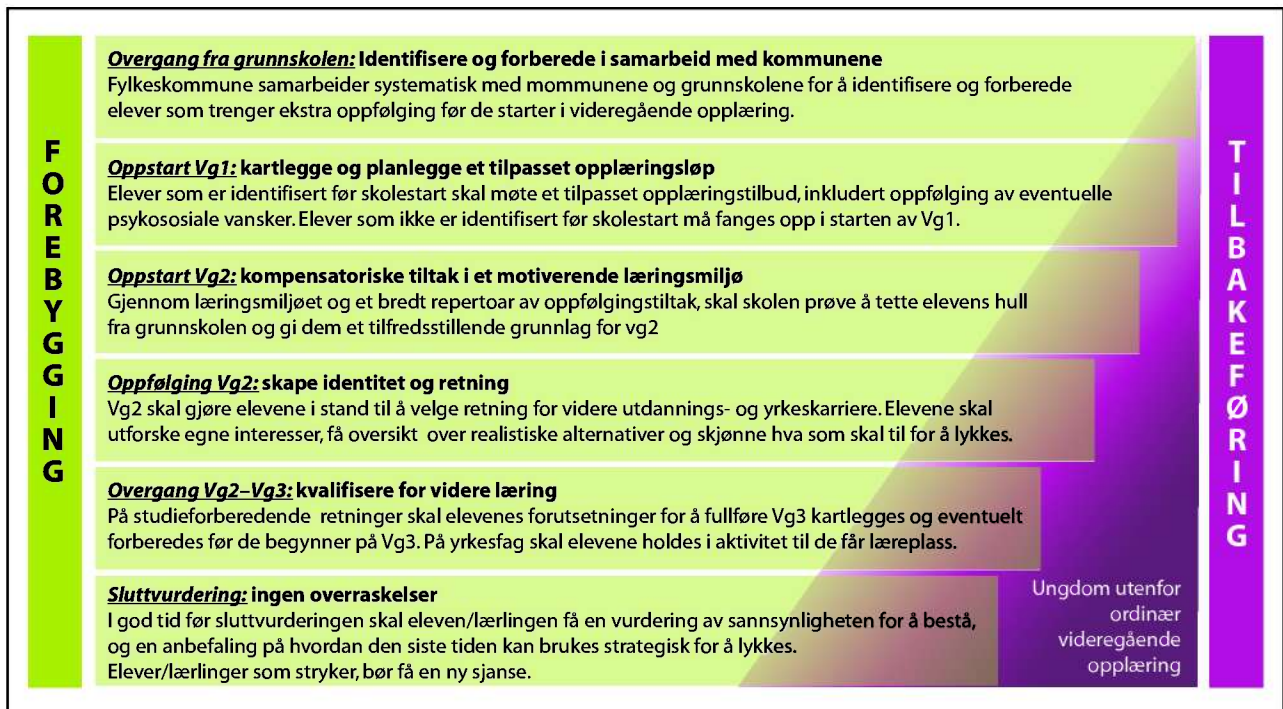 FOREBYGGING
Overgang fra grunnskolen: Identifisere og forberede i samarbeid med kommunene
Fylkeskommune samarbeider systematisk med mommunene og grunnskolene for å identifisere og forberede
elever som trenger ekstra oppfølging før de starter i videregående opplæring.
Oppstart Vg1: kartlegge og planlegge et tilpasset opplæringsløp
Elever som er identifisert før skolestart skal møte et tilpasset opplæringstilbud, inkludert oppfølging av eventuelle
psykososiale vansker. Elever som ikke er identifisert før skolestart må fanges opp i starten av Vg1.
Oppstart Vg2: kompensatoriske tiltak i et motiverende læringsmiljø
Gjennom læringsmiljøet og et bredt repertoar av oppfølgingstiltak, skal skolen prøve å tette elevens hull
fra grunnskolen og gi dem et tilfredsstillende grunnlag for vg2
Oppfølging Vg2: skape identitet og retning
Vg2 skal gjøre elevene i stand til å velge retning for videre utdannings- og yrkeskarriere. Elevene skal
utforske egne interesser, få oversikt over realistiske alternativer og skjønne hva som skal til for å lykkes.
Overgang Vg2–Vg3: kvalifisere for videre læring
På studieforberedende retninger skal elevenes forutsetninger for å fullføre Vg3 kartlegges og eventuelt
forberedes før de begynner på Vg3. På yrkesfag skal elevene holdes i aktivitet til de får læreplass.
Sluttvurdering: ingen overraskelser
I god tid før sluttvurderingen skal eleven/lærlingen få en vurdering av sannsynligheten for å bestå,
og en anbefaling på hvordan den siste tiden kan brukes strategisk for å lykkes.
Elever/lærlinger som stryker, bør få en ny sjanse.
Ungdom utenfor
ordinær
videregående
opplæring
TILBAKEFØRING